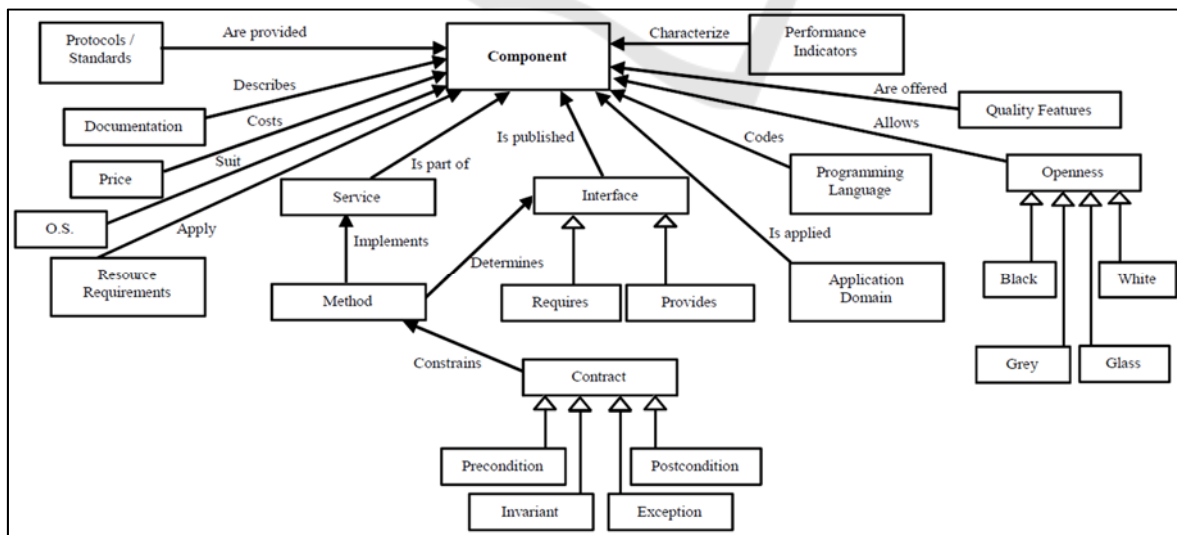 Protocols /
Standards
Are provided
Component
Characterize
Performance
Indicators
Describes
Are offered
Documentation
Costs
Quality Features
Is published
Codes
Allows
Price
Suit
Is part of
Programming
Language
Openness
Service
Interface
O.S.
Apply
Implements
Is applied
Resource
Requirements
Determines
Application
Domain
Black
White
Method
Requires
Provides
Constrains
Contract
Grey
Glass
Precondition
Postcondition
Invariant
Exception